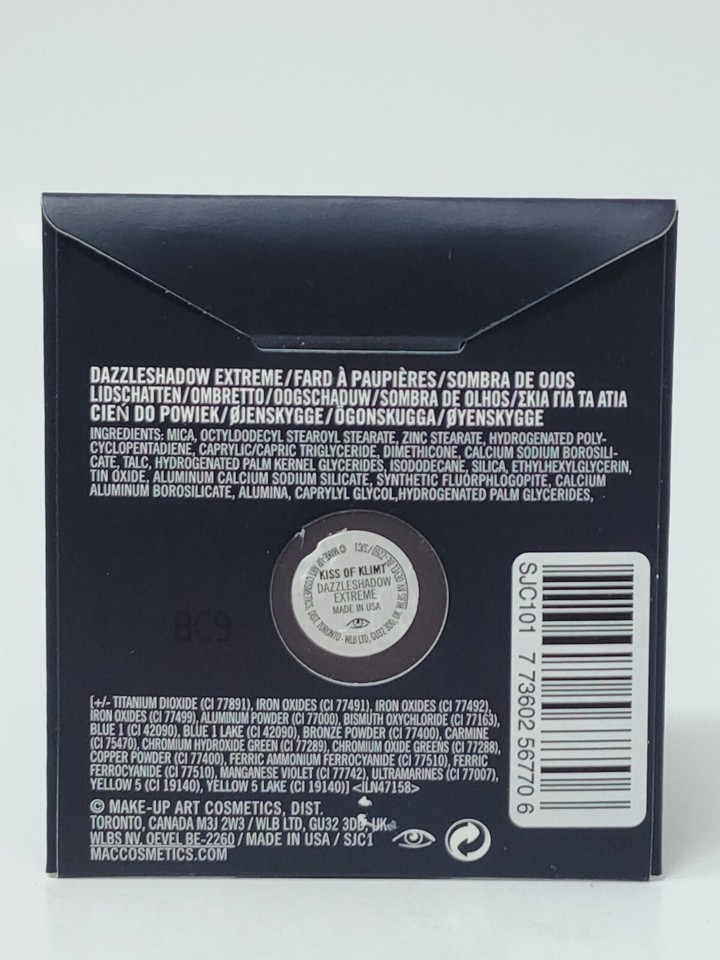 DAZZLESHADOW EXTREME/FARD À PAUPIÈRES/SOMBRA DE OJOS
LIDSCHATTEN/OMBRETTO/OOGSCHADUW/SOMBRA DE OLHOS/ΣΚΙΑ ΓΙΑ ΤΑ ΑΤΙΑ
CIEŃ DO POWIEK/ØJENSKYGGE/ÖGONSKUGGA/ØYENSKYGGE
INGREDIENTS: MICA, OCTYLDODECYL STEAROYL STEARATE, ZINC STEARATE, HYDROGENATED POLY-
CYCLOPENTADIENE, CAPRYLIC/CAPRIC TRIGLYCERIDE, DIMETHICONE, CALCIUM SODIUM BOROSILI-
CATE, TALC, HYDROGENATED PALM KERNEL GLYCERIDES, ISODODECANE, SILICA, ETHYLHEXYLGLYCERIN,
TIN OXIDE, ALUMINUM CALCIUM SODIUM SILICATE, SYNTHETIC FLUORPHLOGOPITE, CALCIUM
ALUMINUM BOROSILICATE, ALUMINA, CAPRYLYL GLYCOL,HYDROGENATED PALM GLYCERIDES,
KISS OF KLIMT
DAZZLESHADOW
EXTREME
MADE IN USA
BC9
SJC101 7 73602 56770 6
[+/- TITANIUM DIOXIDE (CI 77891), IRON OXIDES (CI 77491), IRON OXIDES (CI 77492),
IRON OXIDES (CI 77499), ALUMINUM POWDER (CI 77000), BISMUTH OXYCHLORIDE (CI 77163),
BLUE 1 (CI 42090), BLUE 1 LAKE (CI 42090), BRONZE POWDER (CI 77400), CARMINE
(CI 75470), CHROMIUM HYDROXIDE GREEN (CI 77289), CHROMIUM OXIDE GREENS (CI 77288),
COPPER POWDER (CI 77400), FERRIC AMMONIUM FERROCYANIDE (CI 77510), FERRIC
FERROCYANIDE (CI 77510), MANGANESE VIOLET (CI 77742), ULTRAMARINES (CI 77007),
YELLOW 5 (CI 19140), YELLOW 5 LAKE (CI 19140)] <ILN47158>
© MAKE-UP ART COSMETICS, DIST.
TORONTO, CANADA M3J 2W3 / WLB LTD, GU32 3DD, UK
WLBS NV, OEVEL BE-2260 / MADE IN USA / SJC1
MACCOSMETICS.COM